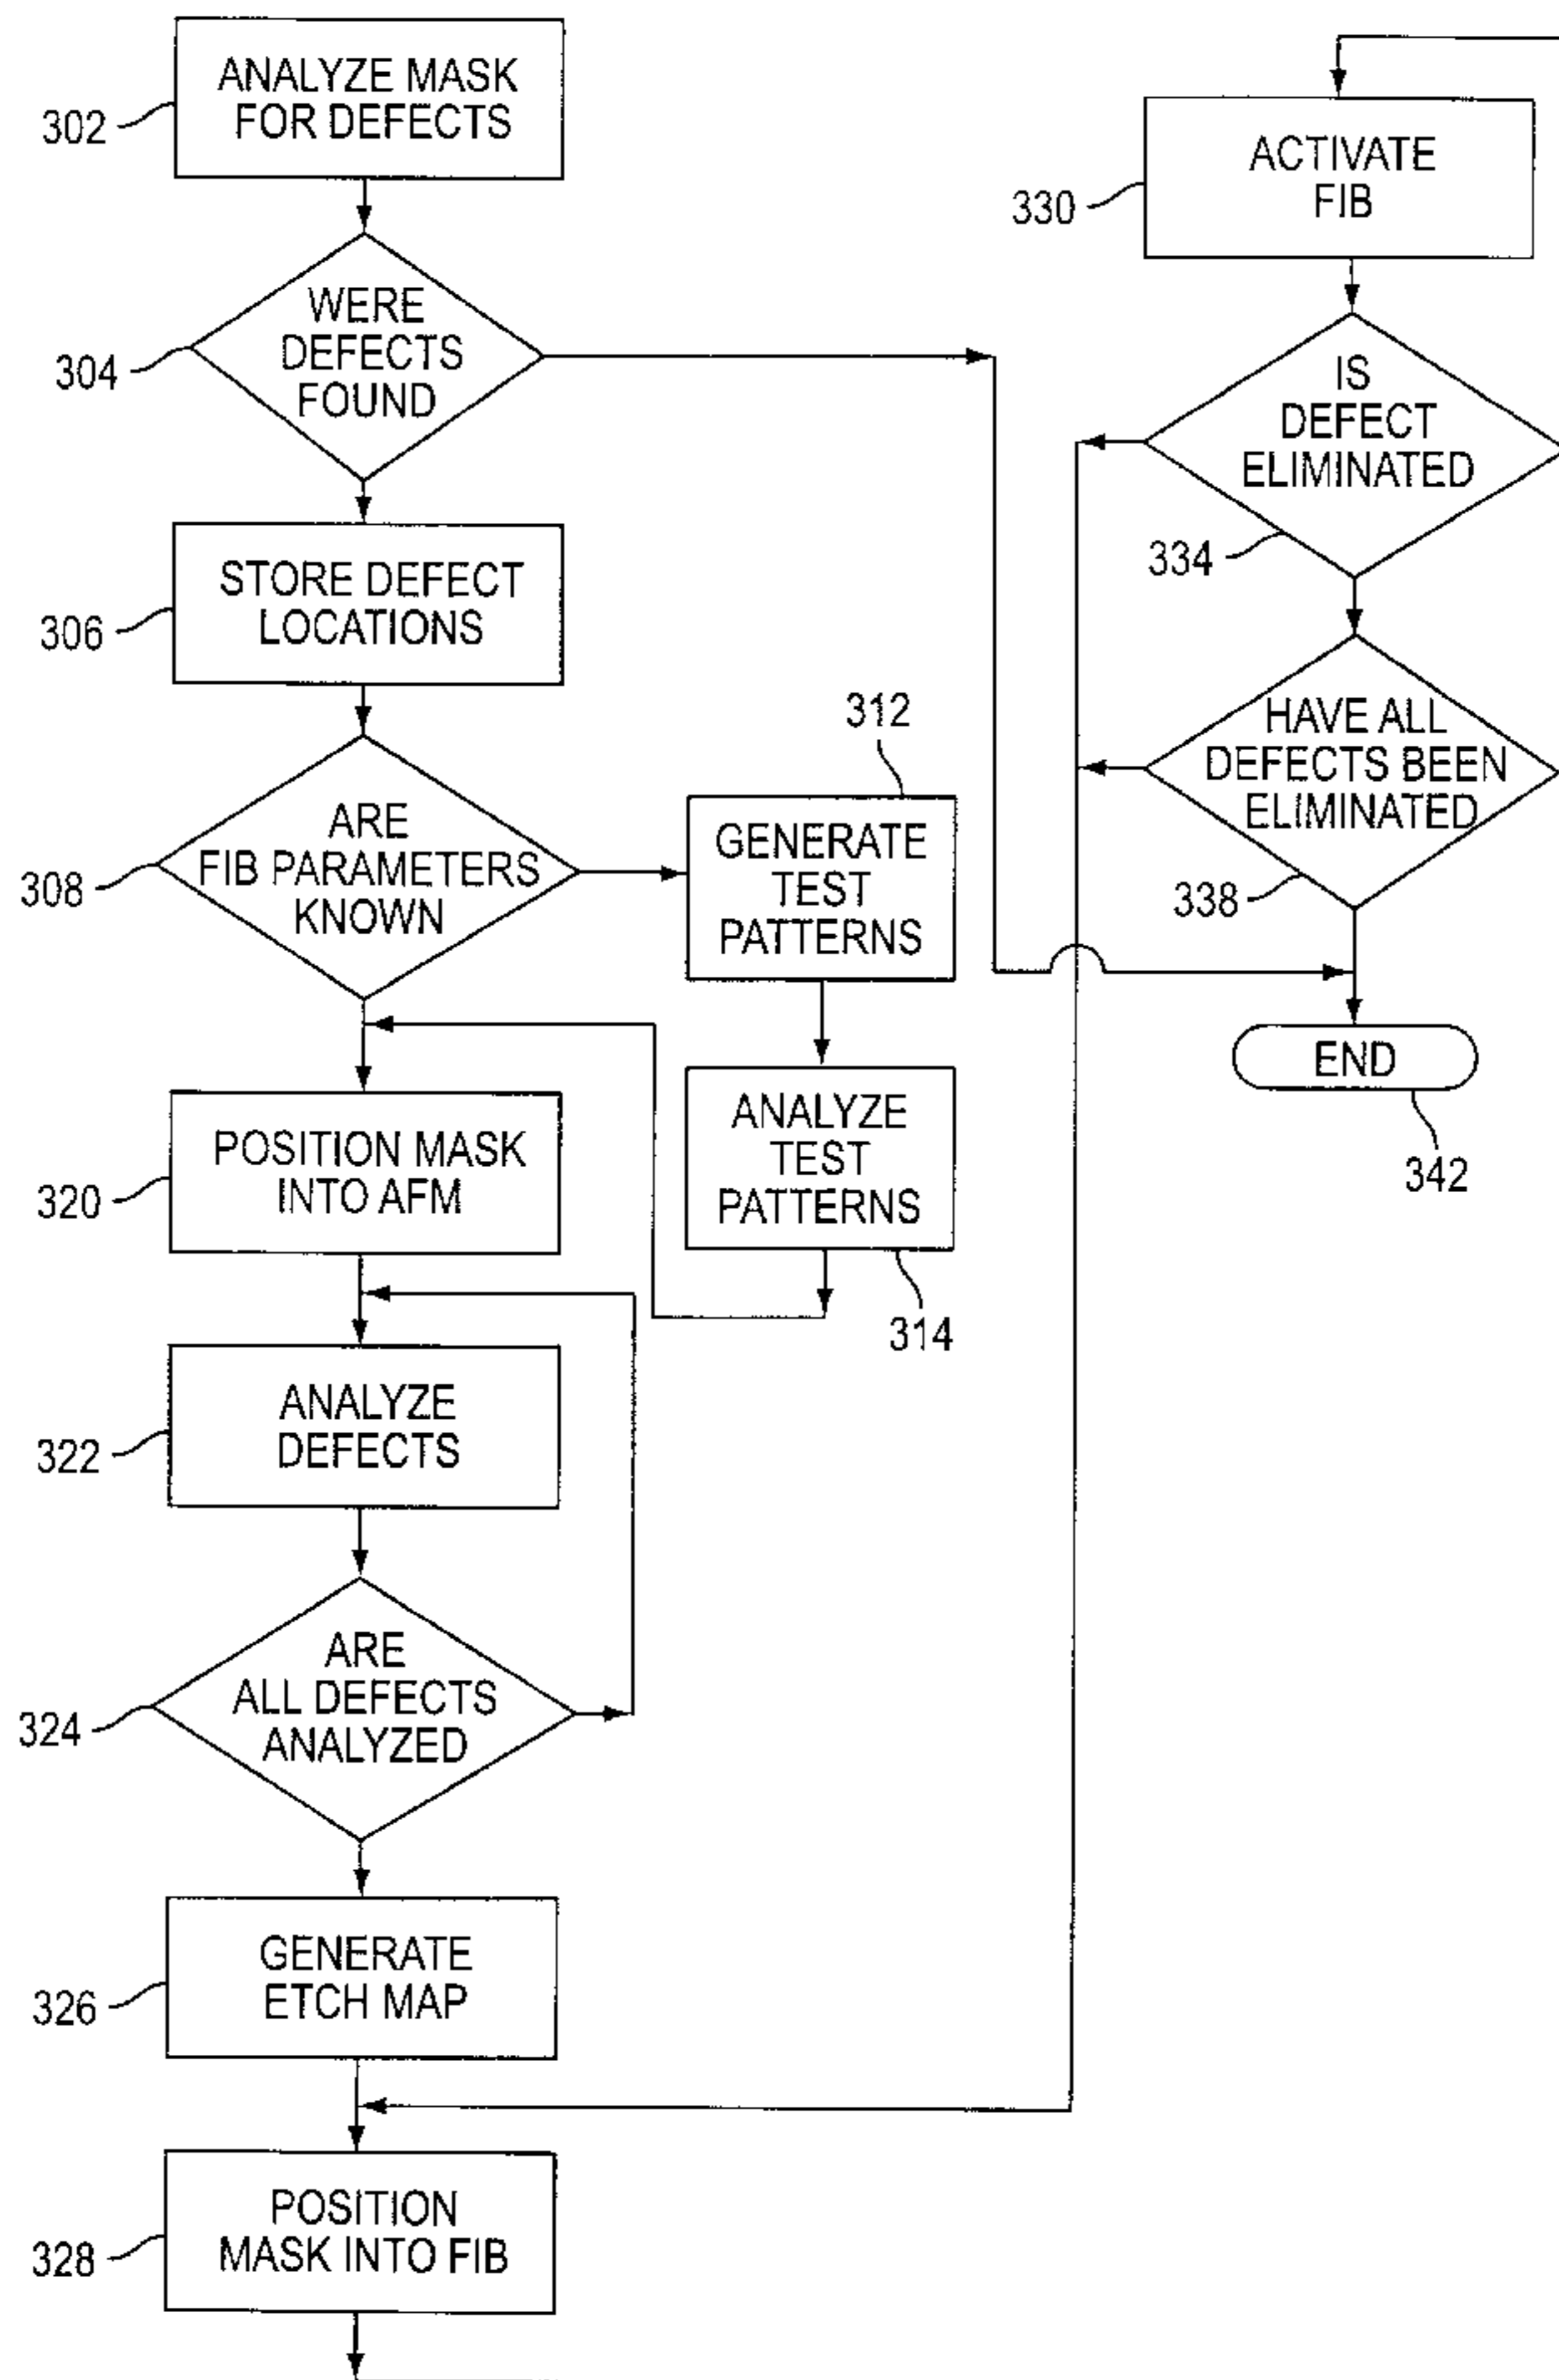 ANALYZE MASK
FOR DEFECTS
302
WERE
DEFECTS
FOUND
304
STORE DEFECT
LOCATIONS
306
ARE
FIB PARAMETERS
KNOWN
308
312
GENERATE
TEST
PATTERNS
ANALYZE
TEST
PATTERNS
314
POSITION MASK
INTO AFM
320
ANALYZE
DEFECTS
322
ARE
ALL DEFECTS
ANALYZED
324
GENERATE
ETCH MAP
326
POSITION
MASK INTO FIB
328
ACTIVATE
FIB
330
IS
DEFECT
ELIMINATED
334
HAVE ALL
DEFECTS BEEN
ELIMINATED
338
END
342